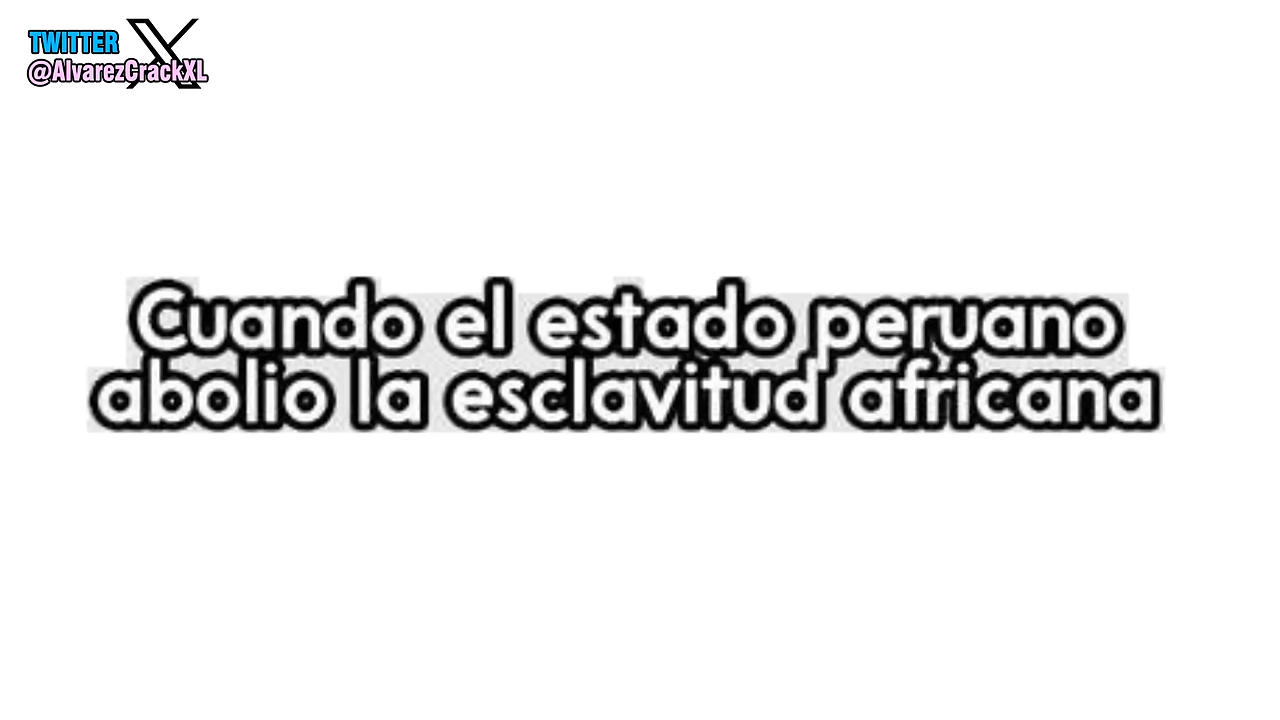 TWITTER X
@AlvarezCrackXL
Cuando el estado peruano
abolio la esclavitud africana